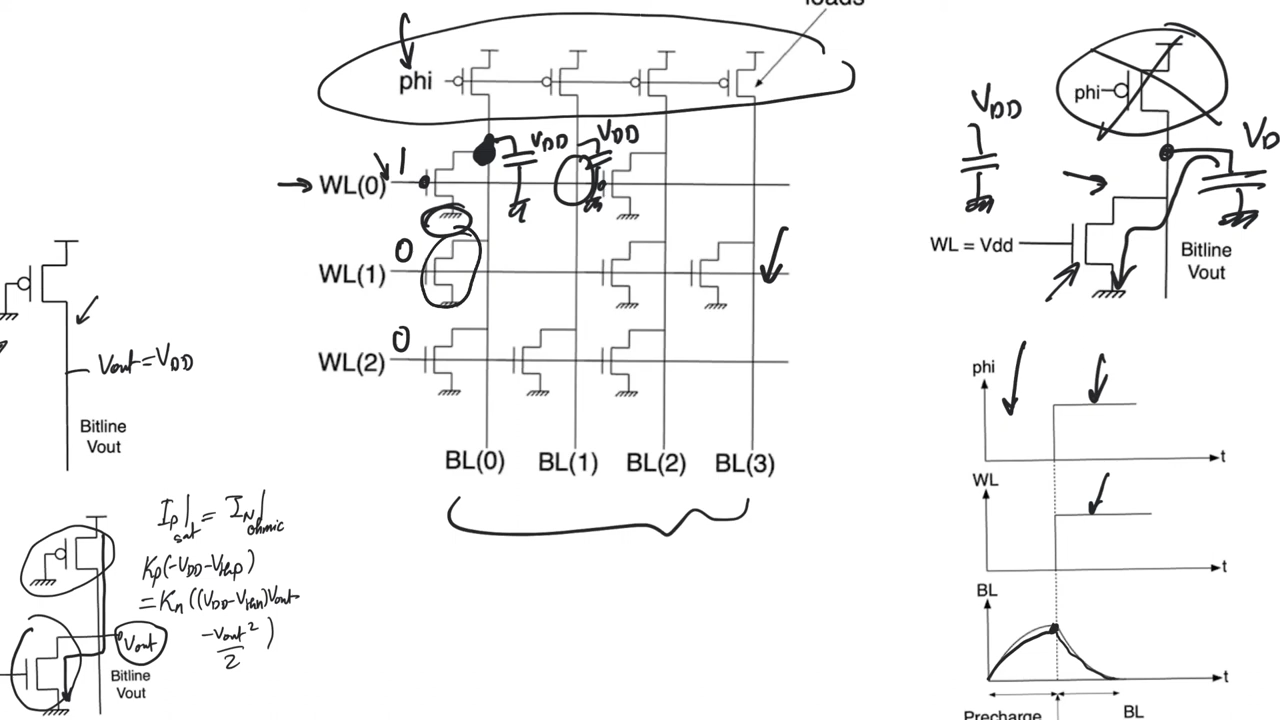 loads
phi
VDD
VDD
WL(0)
1
WL(1)
0
WL(2)
0
BL(0)
BL(1)
BL(2)
BL(3)
Vout=VDD
Bitline
Vout
IP|sat = IN|ohmic
Kp(-VDD-Vthp)
=Kn((VDD-Vthn)Vout
-Vout²/2)
Vout
Bitline
Vout
phi
VDD
VD
WL = Vdd
Bitline
Vout
phi
t
WL
t
BL
t
Precharge
BL